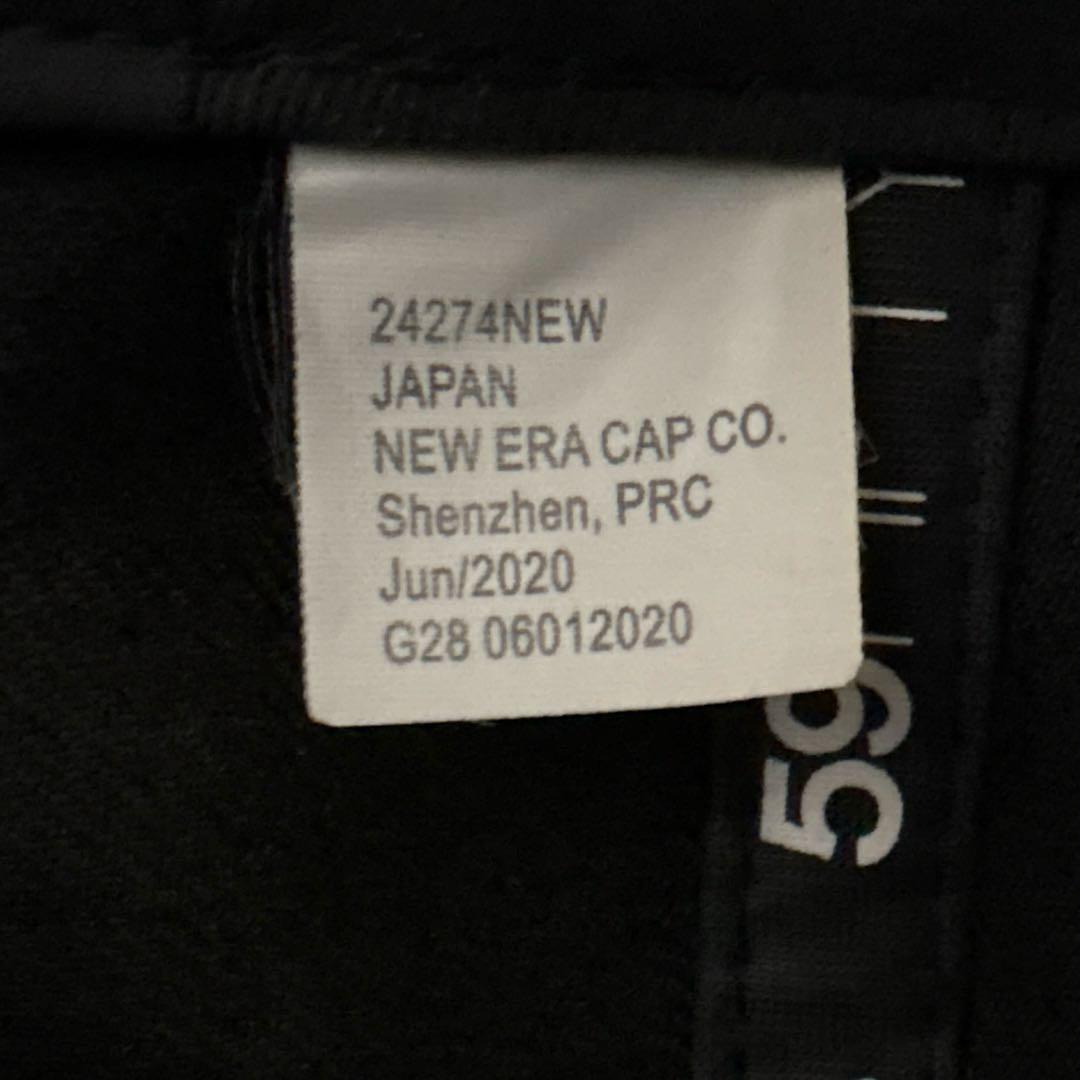 24274NEW
JAPAN
NEW ERA CAP CO.
Shenzhen, PRC
Jun/2020
G28 06012020
59